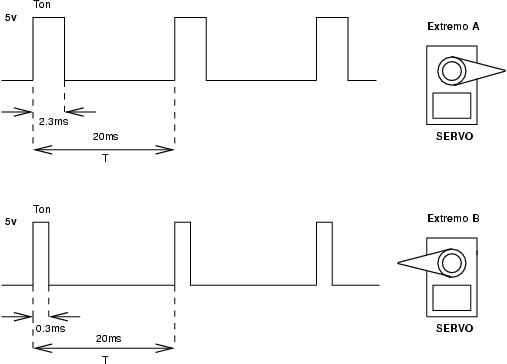 Ton
5v
2.3ms
20ms
T
Extremo A
SERVO
Ton
5v
0.3ms
20ms
T
Extremo B
SERVO